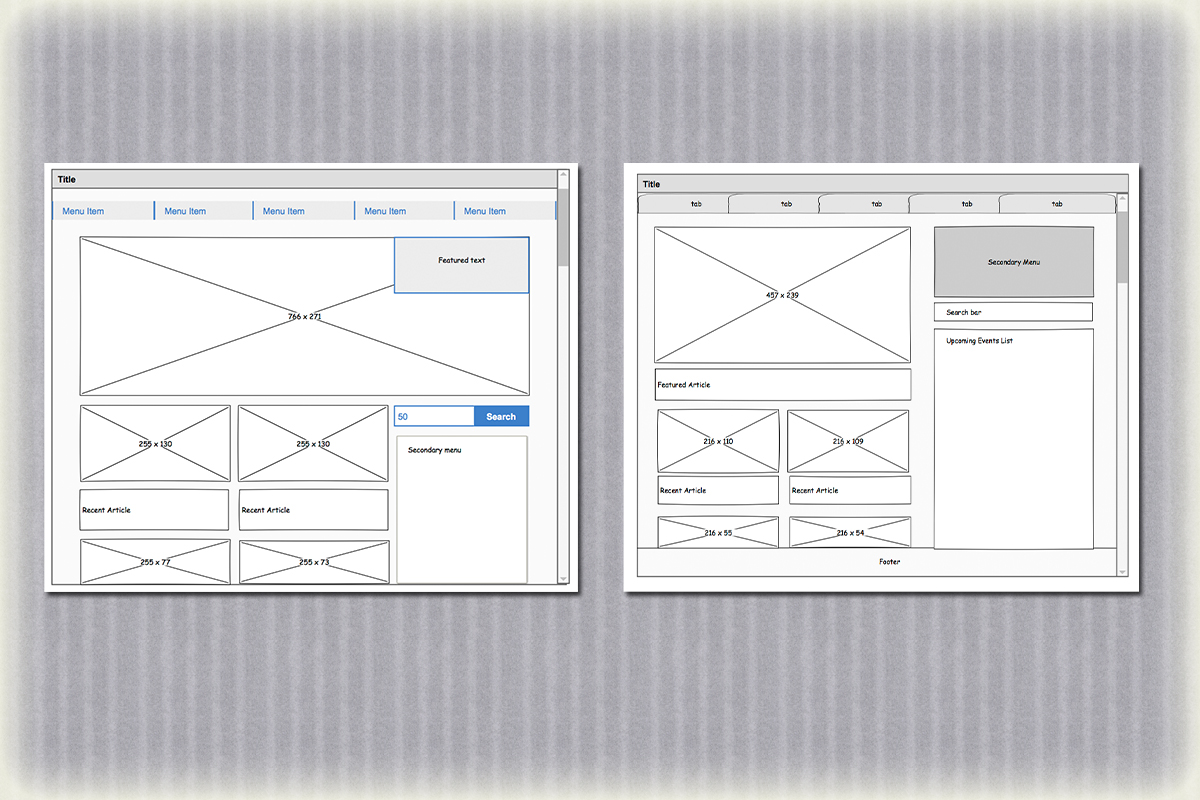 Title
Menu Item
Menu Item
Menu Item
Menu Item
Menu Item
Featured text
766 x 271
255 x 130
255 x 130
50
Search
Secondary menu
Recent Article
Recent Article
255 x 77
255 x 73
Title
tab
tab
tab
tab
tab
457 x 239
Secondary Menu
Search bar
Upcoming Events List
Featured Article
216 x 110
216 x 109
Recent Article
Recent Article
216 x 55
216 x 54
Footer